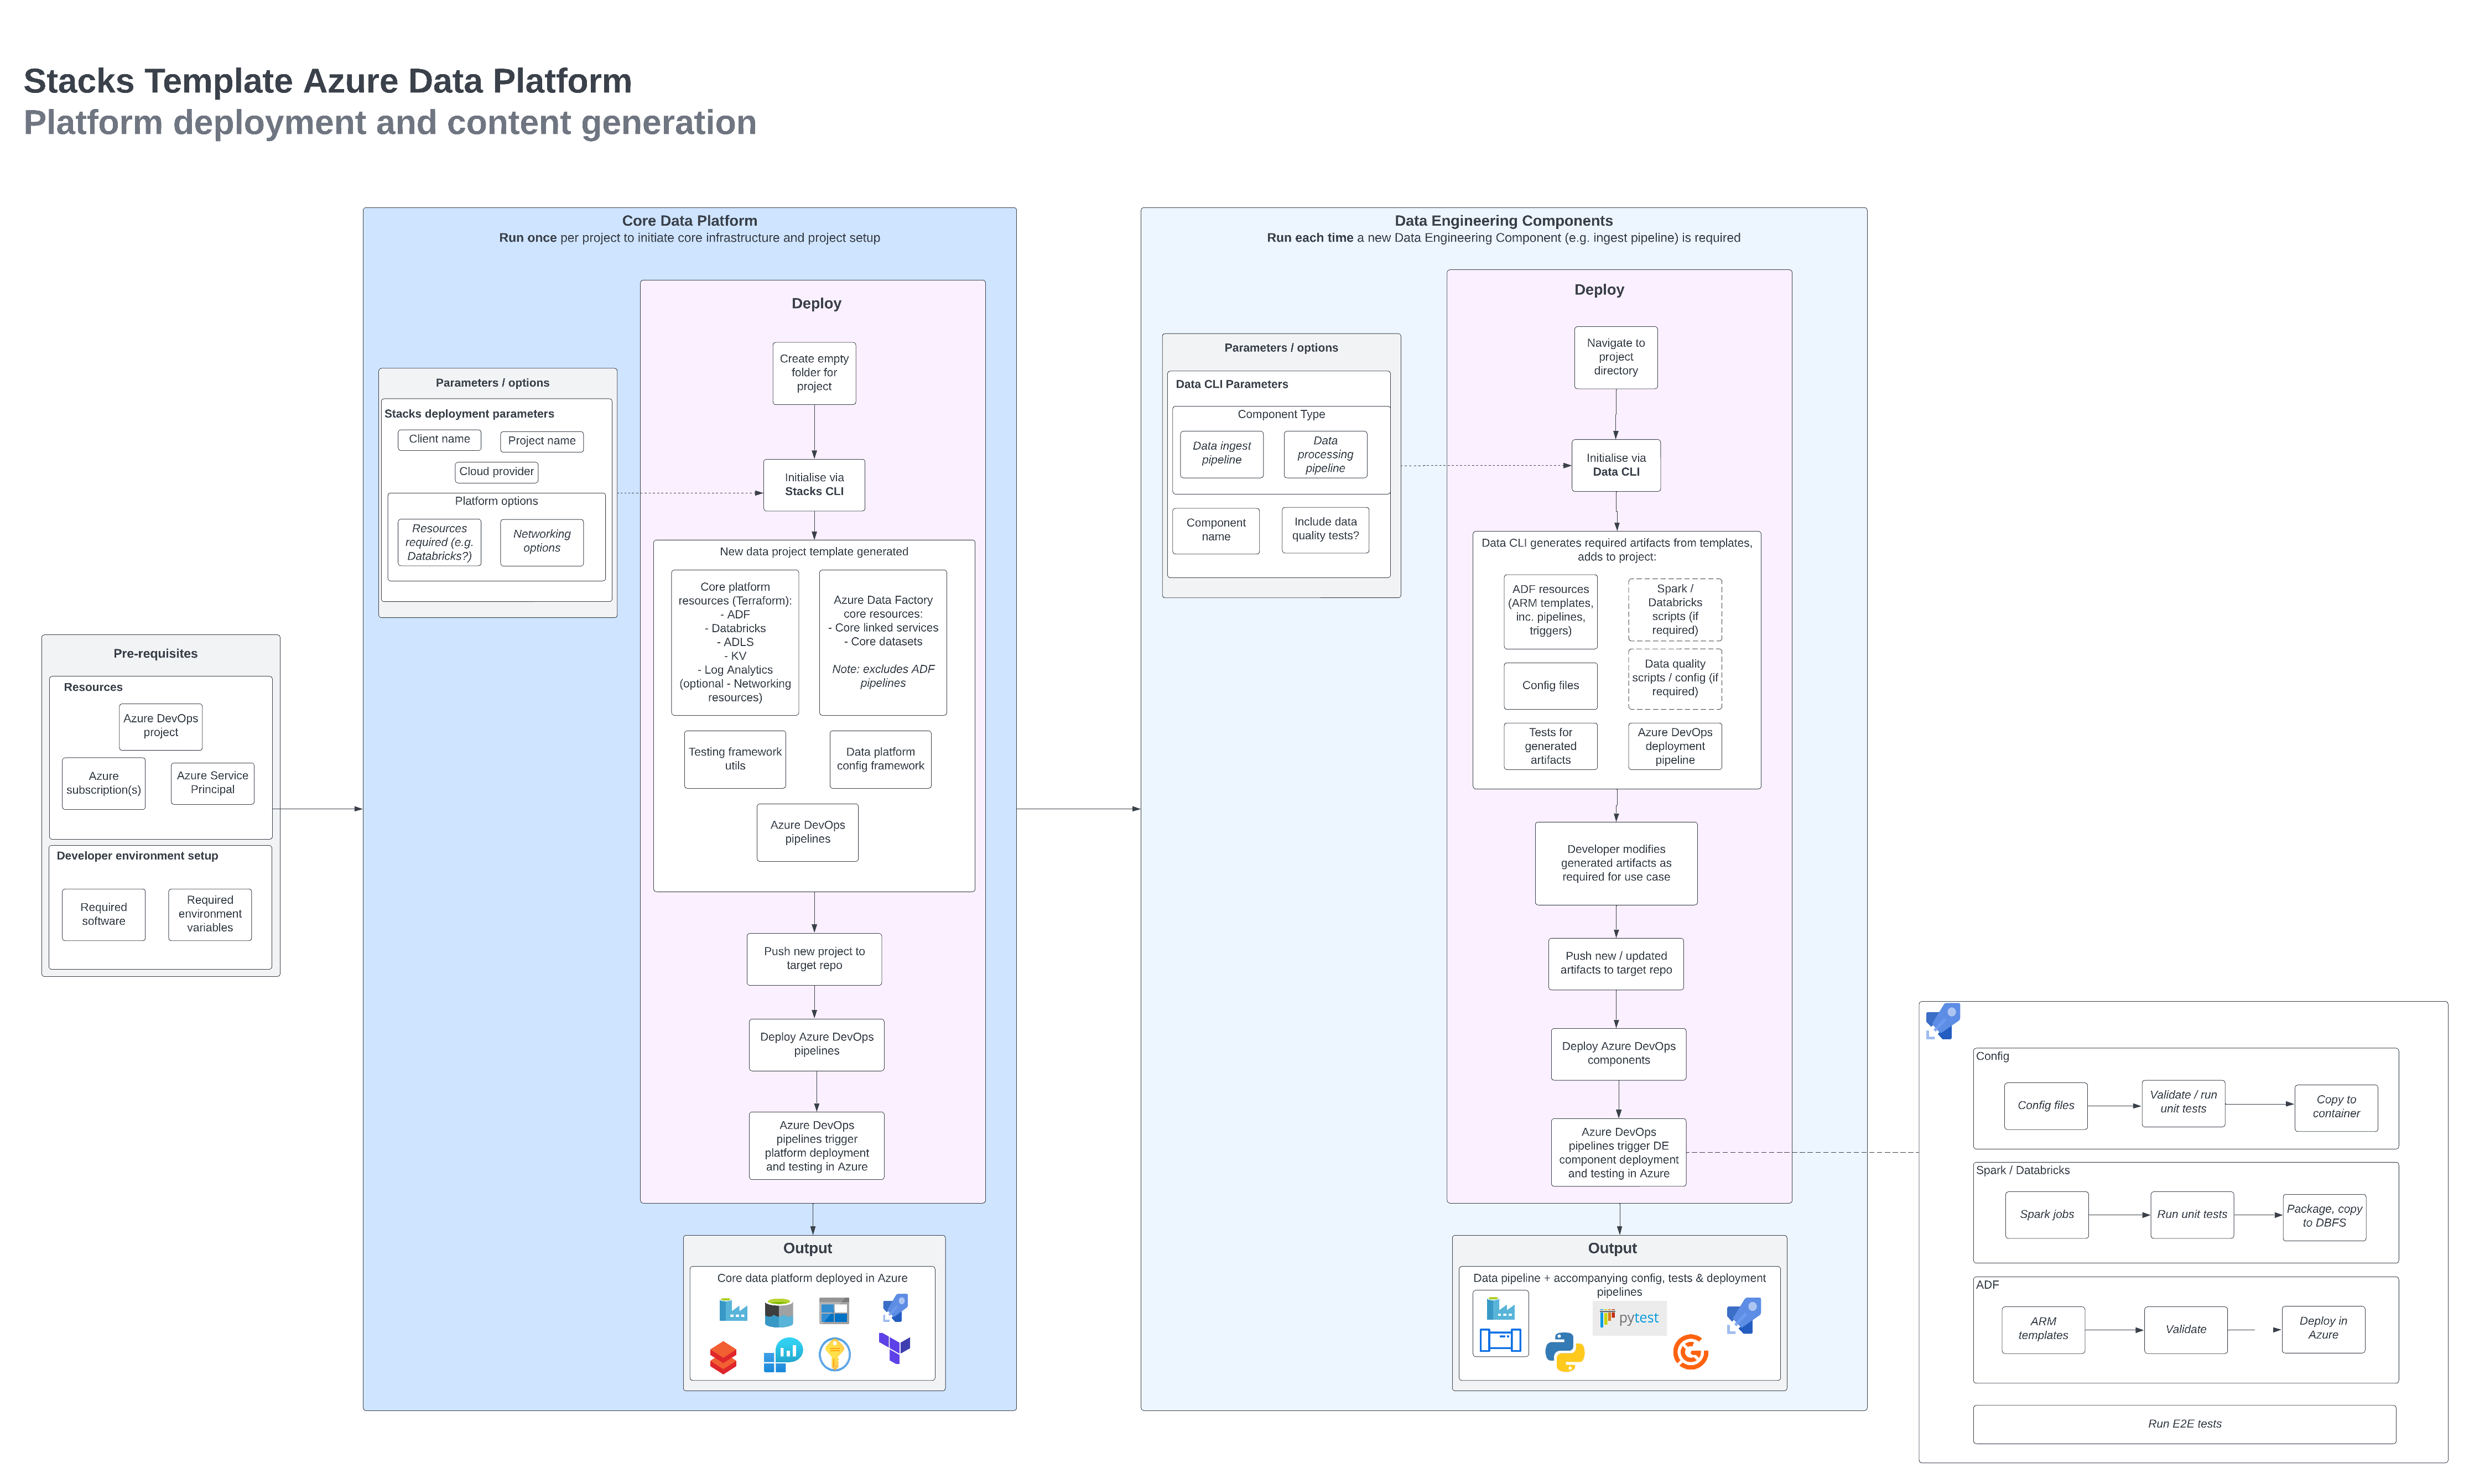 Stacks Template Azure Data Platform
Platform deployment and content generation
Pre-requisites
Resources
Azure DevOps
project
Azure
subscription(s)
Azure Service
Principal
Developer environment setup
Required
software
Required
environment
variables
Core Data Platform
Run once per project to initiate core infrastructure and project setup
Parameters / options
Stacks deployment parameters
Client name
Project name
Cloud provider
Platform options
Resources
required (e.g.
Databricks?)
Networking
options
Deploy
Create empty
folder for
project
Initialise via
Stacks CLI
New data project template generated
Core platform
resources (Terraform):
- ADF
- Databricks
- ADLS
- KV
- Log Analytics
(optional - Networking
resources)
Azure Data Factory
core resources:
- Core linked services
- Core datasets
Note: excludes ADF
pipelines
Testing framework
utils
Data platform
config framework
Azure DevOps
pipelines
Push new project to
target repo
Deploy Azure DevOps
pipelines
Azure DevOps
pipelines trigger
platform deployment
and testing in Azure
Output
Core data platform deployed in Azure
Data Engineering Components
Run each time a new Data Engineering Component (e.g. ingest pipeline) is required
Parameters / options
Data CLI Parameters
Component Type
Data ingest
pipeline
Data
processing
pipeline
Component
name
Include data
quality tests?
Deploy
Navigate to
project
directory
Initialise via
Data CLI
Data CLI generates required artifacts from templates,
adds to project:
ADF resources
(ARM templates,
inc. pipelines,
triggers)
Spark /
Databricks
scripts (if
required)
Config files
Data quality
scripts / config (if
required)
Tests for
generated
artifacts
Azure DevOps
deployment
pipeline
Developer modifies
generated artifacts as
required for use case
Push new / updated
artifacts to target repo
Deploy Azure DevOps
components
Azure DevOps
pipelines trigger DE
component deployment
and testing in Azure
Output
Data pipeline + accompanying config, tests & deployment
pipelines
pytest
Config
Config files
Validate / run
unit tests
Copy to
container
Spark / Databricks
Spark jobs
Run unit tests
Package, copy
to DBFS
ADF
ARM
templates
Validate
Deploy in
Azure
Run E2E tests